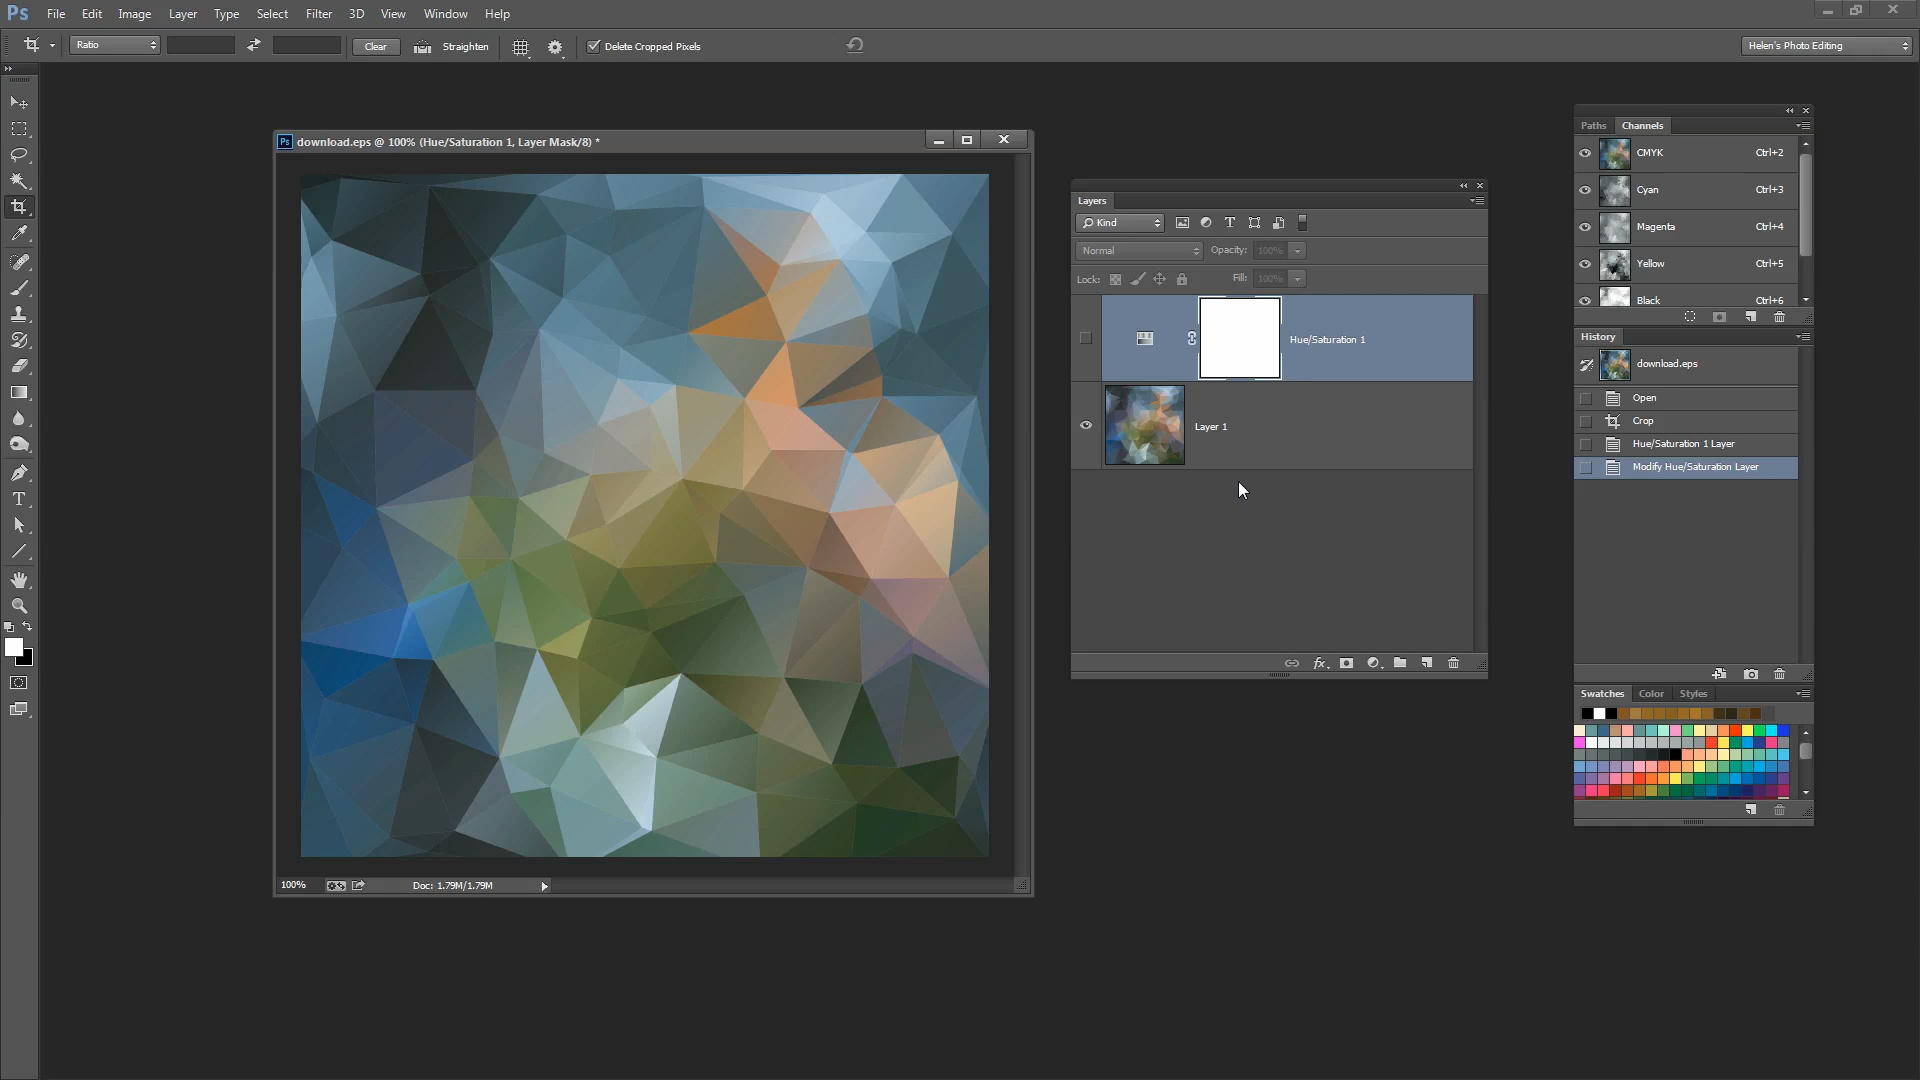 Ps File Edit Image Layer Type Select Filter 3D View Window Help
Ratio Clear Straighten Delete Cropped Pixels Helen's Photo Editing
Ps download.eps @ 100% (Hue/Saturation 1, Layer Mask/8) *
100% Doc: 1.79M/1.79M
Layers
Kind
Normal Opacity: 100%
Lock: Fill: 100%
Hue/Saturation 1
Layer 1
fx
Paths Channels
CMYK Ctrl+2
Cyan Ctrl+3
Magenta Ctrl+4
Yellow Ctrl+5
Black Ctrl+6
History
download.eps
Open
Crop
Hue/Saturation 1 Layer
Modify Hue/Saturation Layer
Swatches Color Styles